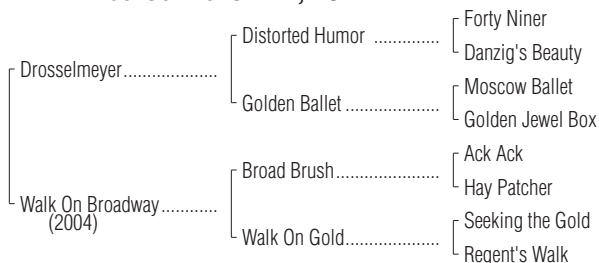 Forty Niner
Distorted Humor ..............
Danzig's Beauty
Drosselmeyer....................
Moscow Ballet
Golden Ballet ....................
Golden Jewel Box
Ack Ack
Broad Brush......................
Hay Patcher
Walk On Broadway............
(2004)
Seeking the Gold
Walk On Gold....................
Regent's Walk